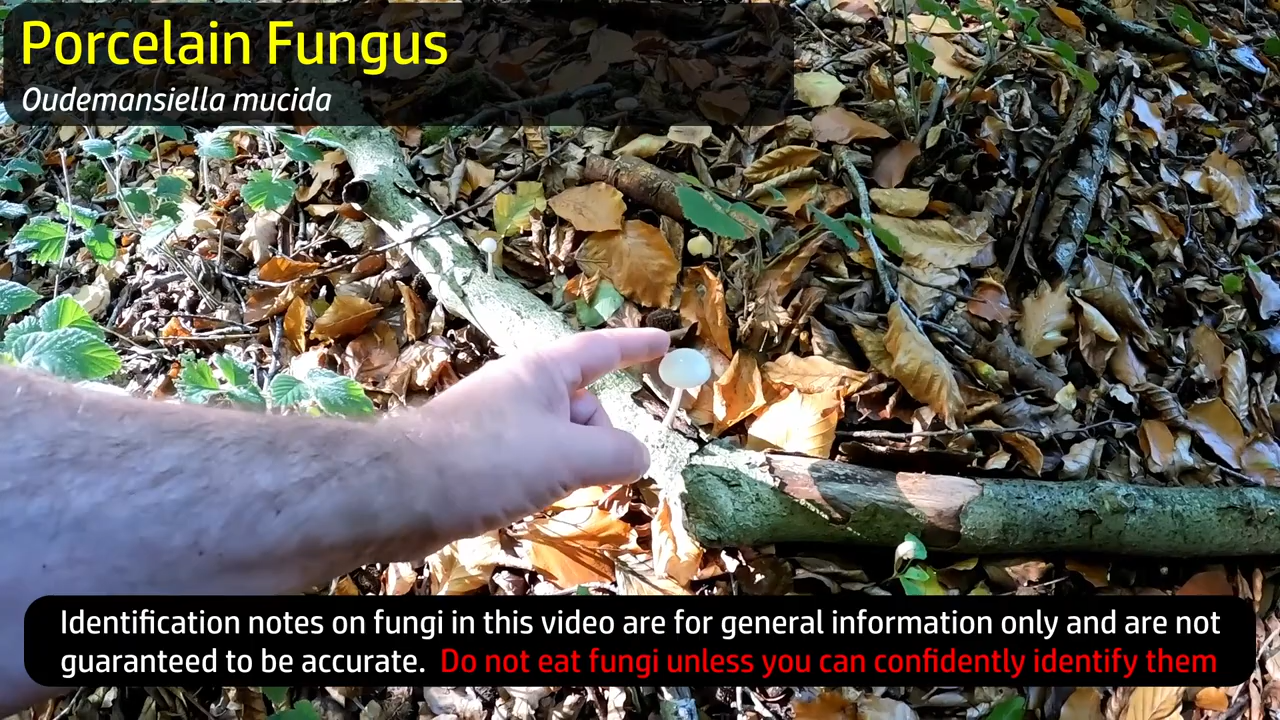 Porcelain Fungus
Oudemansiella mucida
Identification notes on fungi in this video are for general information only and are not
guaranteed to be accurate. Do not eat fungi unless you can confidently identify them